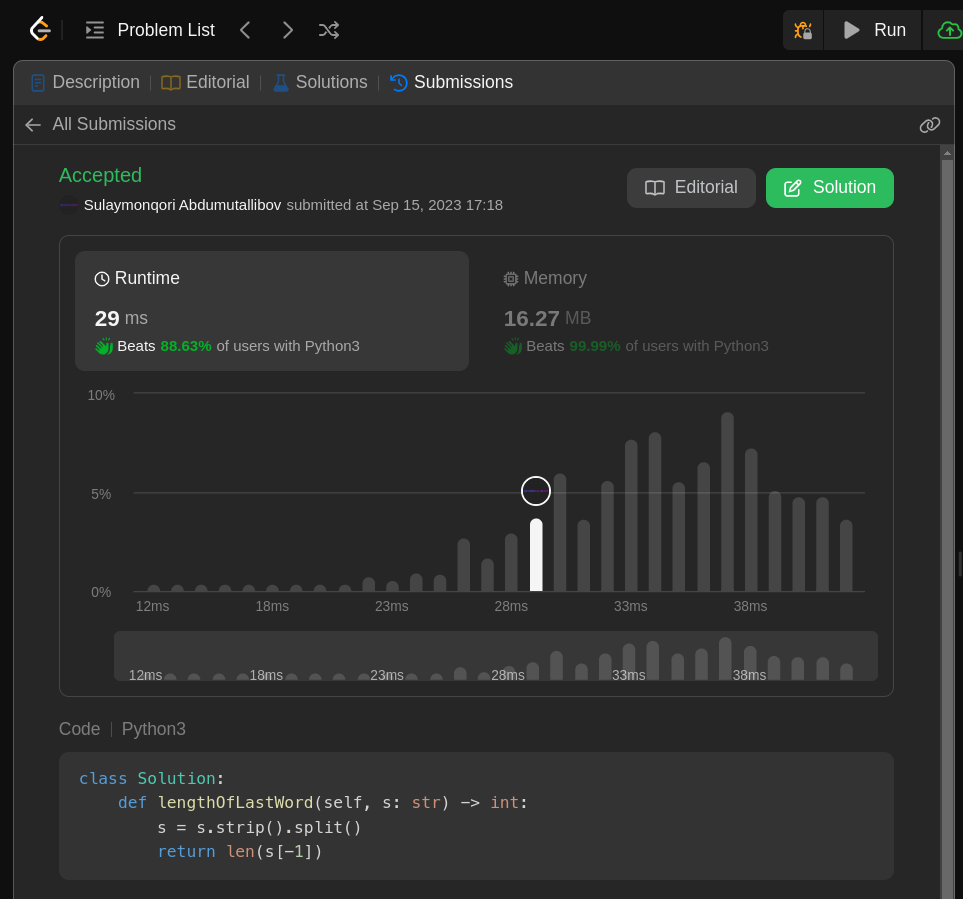 Problem List Run
Description Editorial Solutions Submissions
All Submissions
Accepted
Sulaymonqori Abdumutallibov submitted at Sep 15, 2023 17:18
Editorial Solution
Runtime Memory
29 ms 16.27 MB
Beats 88.63% of users with Python3 Beats 99.99% of users with Python3
10%
5%
0%
12ms 18ms 23ms 28ms 33ms 38ms
12ms 18ms 23ms 28ms 33ms 38ms
Code Python3
class Solution:
    def lengthOfLastWord(self, s: str) -> int:
        s = s.strip().split()
        return len(s[-1])